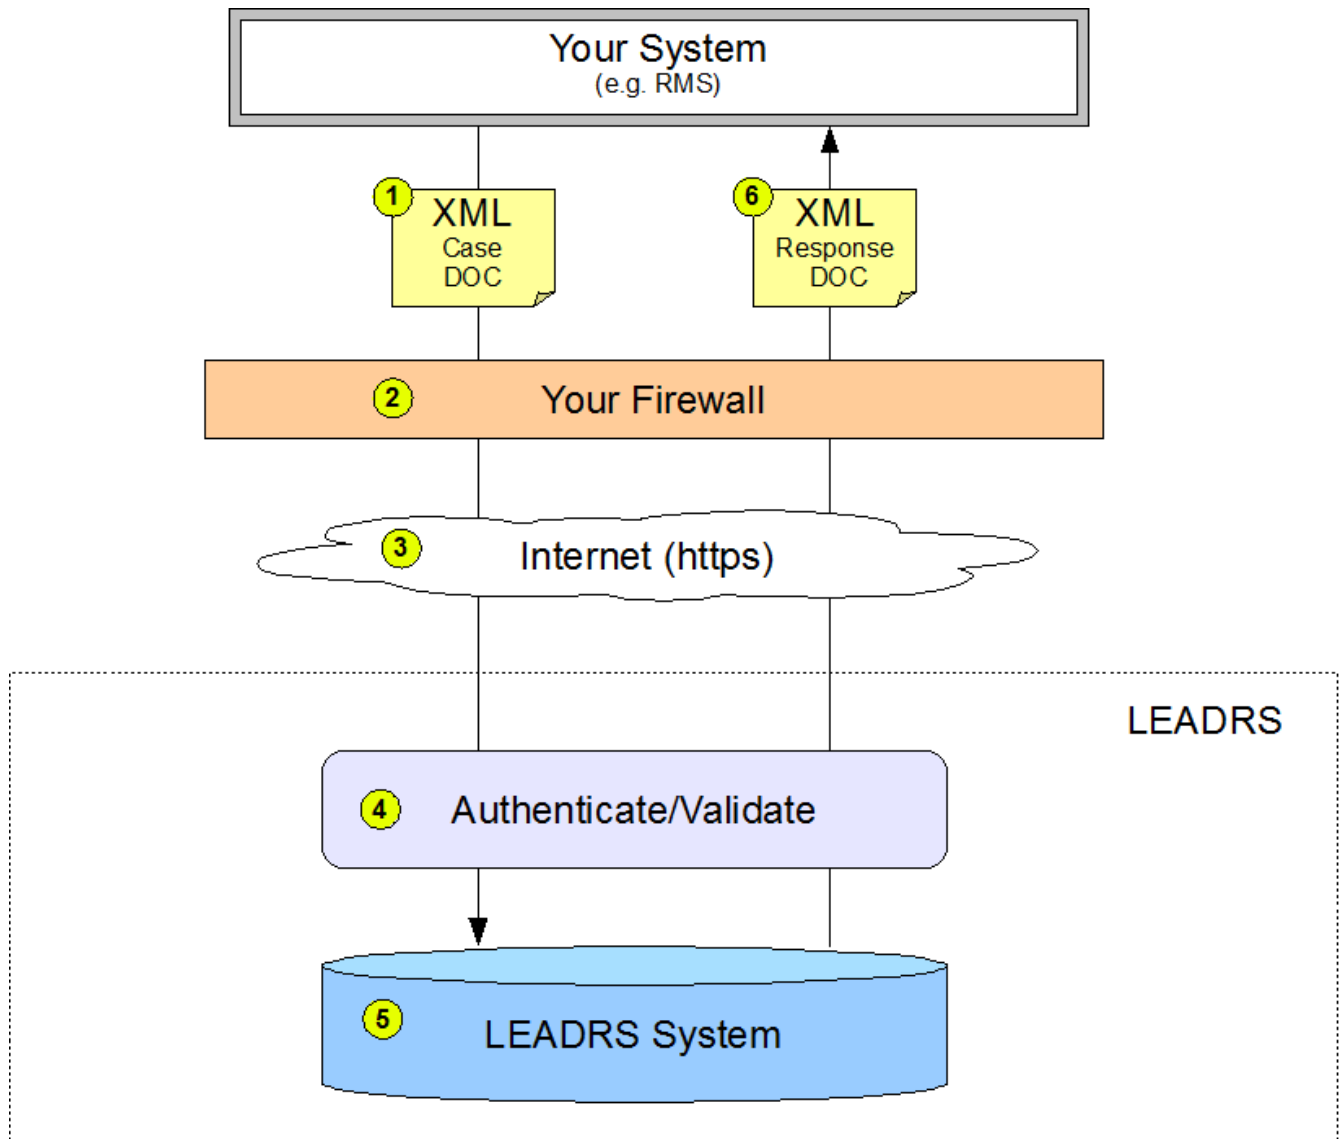 Your System
(e.g. RMS)
1
XML
Case
DOC
6
XML
Response
DOC
2
Your Firewall
3
Internet (https)
LEADRS
4
Authenticate/Validate
5
LEADRS System